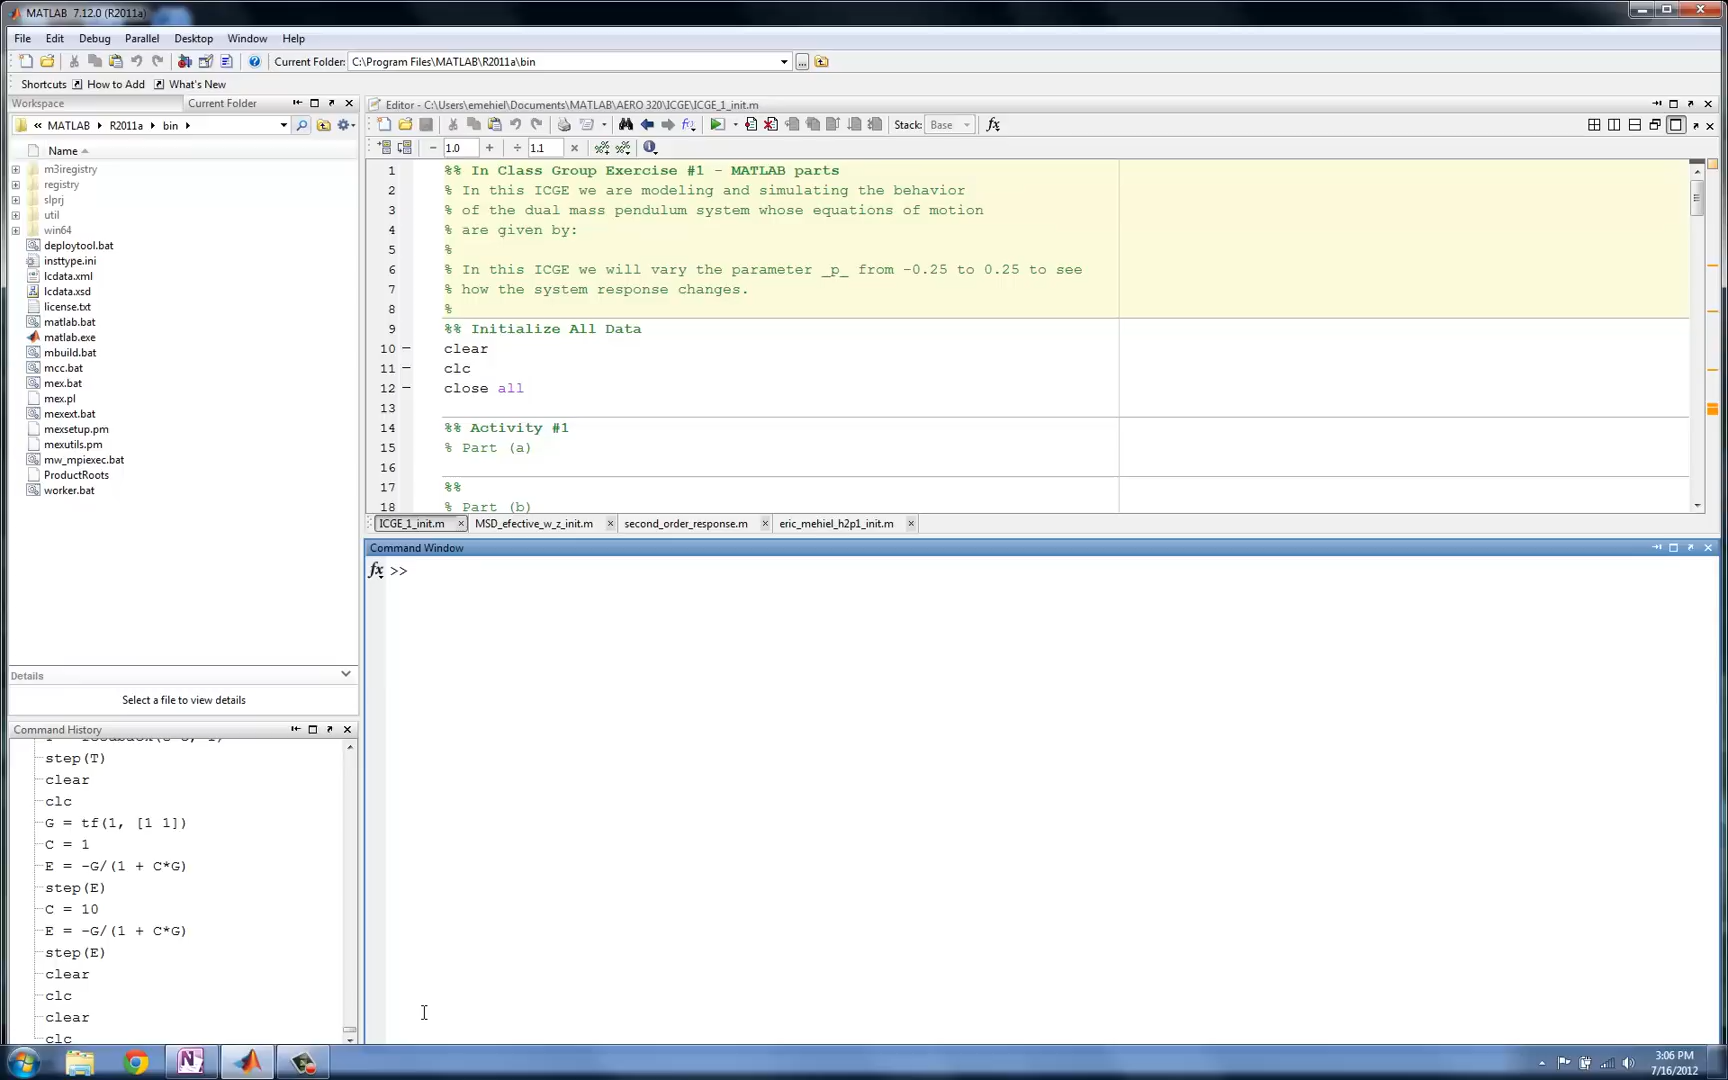 MATLAB 7.12.0 (R2011a)
File Edit Debug Parallel Desktop Window Help
Current Folder: C:\Program Files\MATLAB\R2011a\bin
Shortcuts How to Add What's New
Workspace Current Folder
« MATLAB R2011a bin
Name
m3iregistry
registry
slprj
util
win64
deploytool.bat
insttype.ini
lcdata.xml
lcdata.xsd
license.txt
matlab.bat
matlab.exe
mbuild.bat
mcc.bat
mex.bat
mex.pl
mexext.bat
mexsetup.pm
mexutils.pm
mw_mpiexec.bat
ProductRoots
worker.bat
Details
Select a file to view details
Command History
step(T)
clear
clc
G = tf(1, [1 1])
C = 1
E = -G/(1 + C*G)
step(E)
C = 10
E = -G/(1 + C*G)
step(E)
clear
clc
clear
clc
Editor - C:\Users\emehiel\Documents\MATLAB\AERO 320\ICGE\ICGE_1_init.m
Stack: Base fx
− 1.0 + ÷ 1.1 ×
1 %% In Class Group Exercise #1 - MATLAB parts
2 % In this ICGE we are modeling and simulating the behavior
3 % of the dual mass pendulum system whose equations of motion
4 % are given by:
5 %
6 % In this ICGE we will vary the parameter _p_ from -0.25 to 0.25 to see
7 % how the system response changes.
8 %
9 %% Initialize All Data
10 – clear
11 – clc
12 – close all
13
14 %% Activity #1
15 % Part (a)
16
17 %%
18 % Part (b)
ICGE_1_init.m MSD_efective_w_z_init.m second_order_response.m eric_mehiel_h2p1_init.m
Command Window
fx >>
3:06 PM
7/16/2012